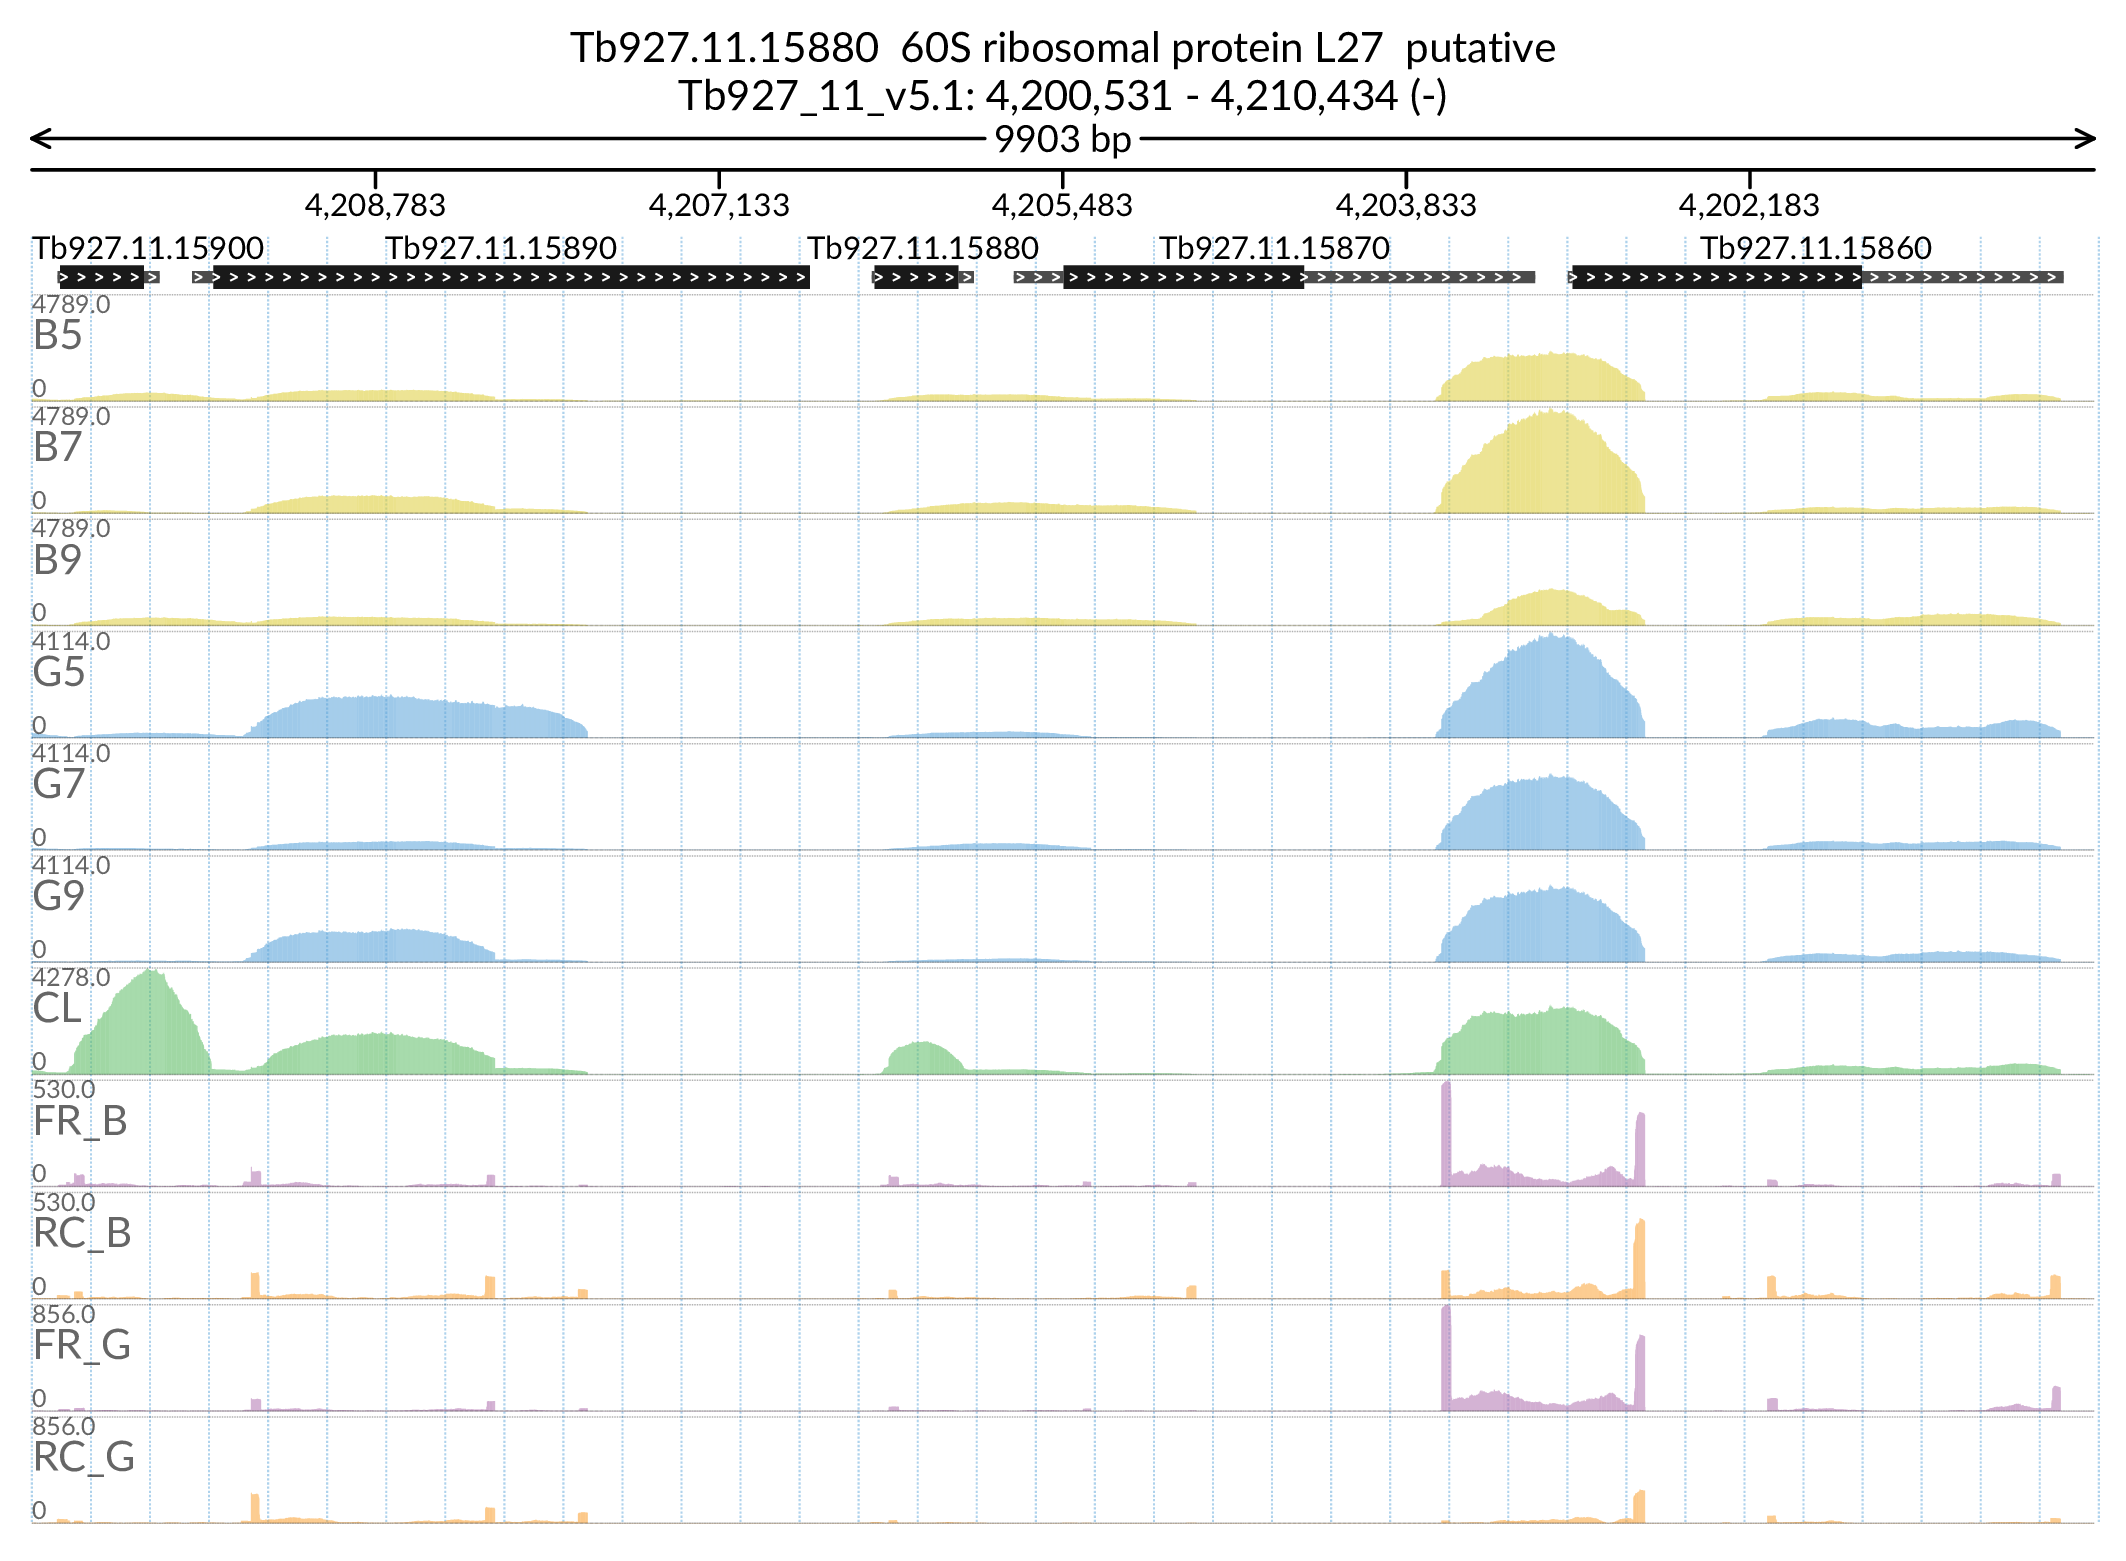 Tb927.11.15880  60S ribosomal protein L27  putative
Tb927_11_v5.1: 4,200,531 - 4,210,434 (-)
9903 bp
4,208,783 4,207,133 4,205,483 4,203,833 4,202,183
Tb927.11.15900 Tb927.11.15890 Tb927.11.15880 Tb927.11.15870 Tb927.11.15860
4789.0
B5
0
4789.0
B7
0
4789.0
B9
0
4114.0
G5
0
4114.0
G7
0
4114.0
G9
0
4278.0
CL
0
530.0
FR_B
0
530.0
RC_B
0
856.0
FR_G
0
856.0
RC_G
0